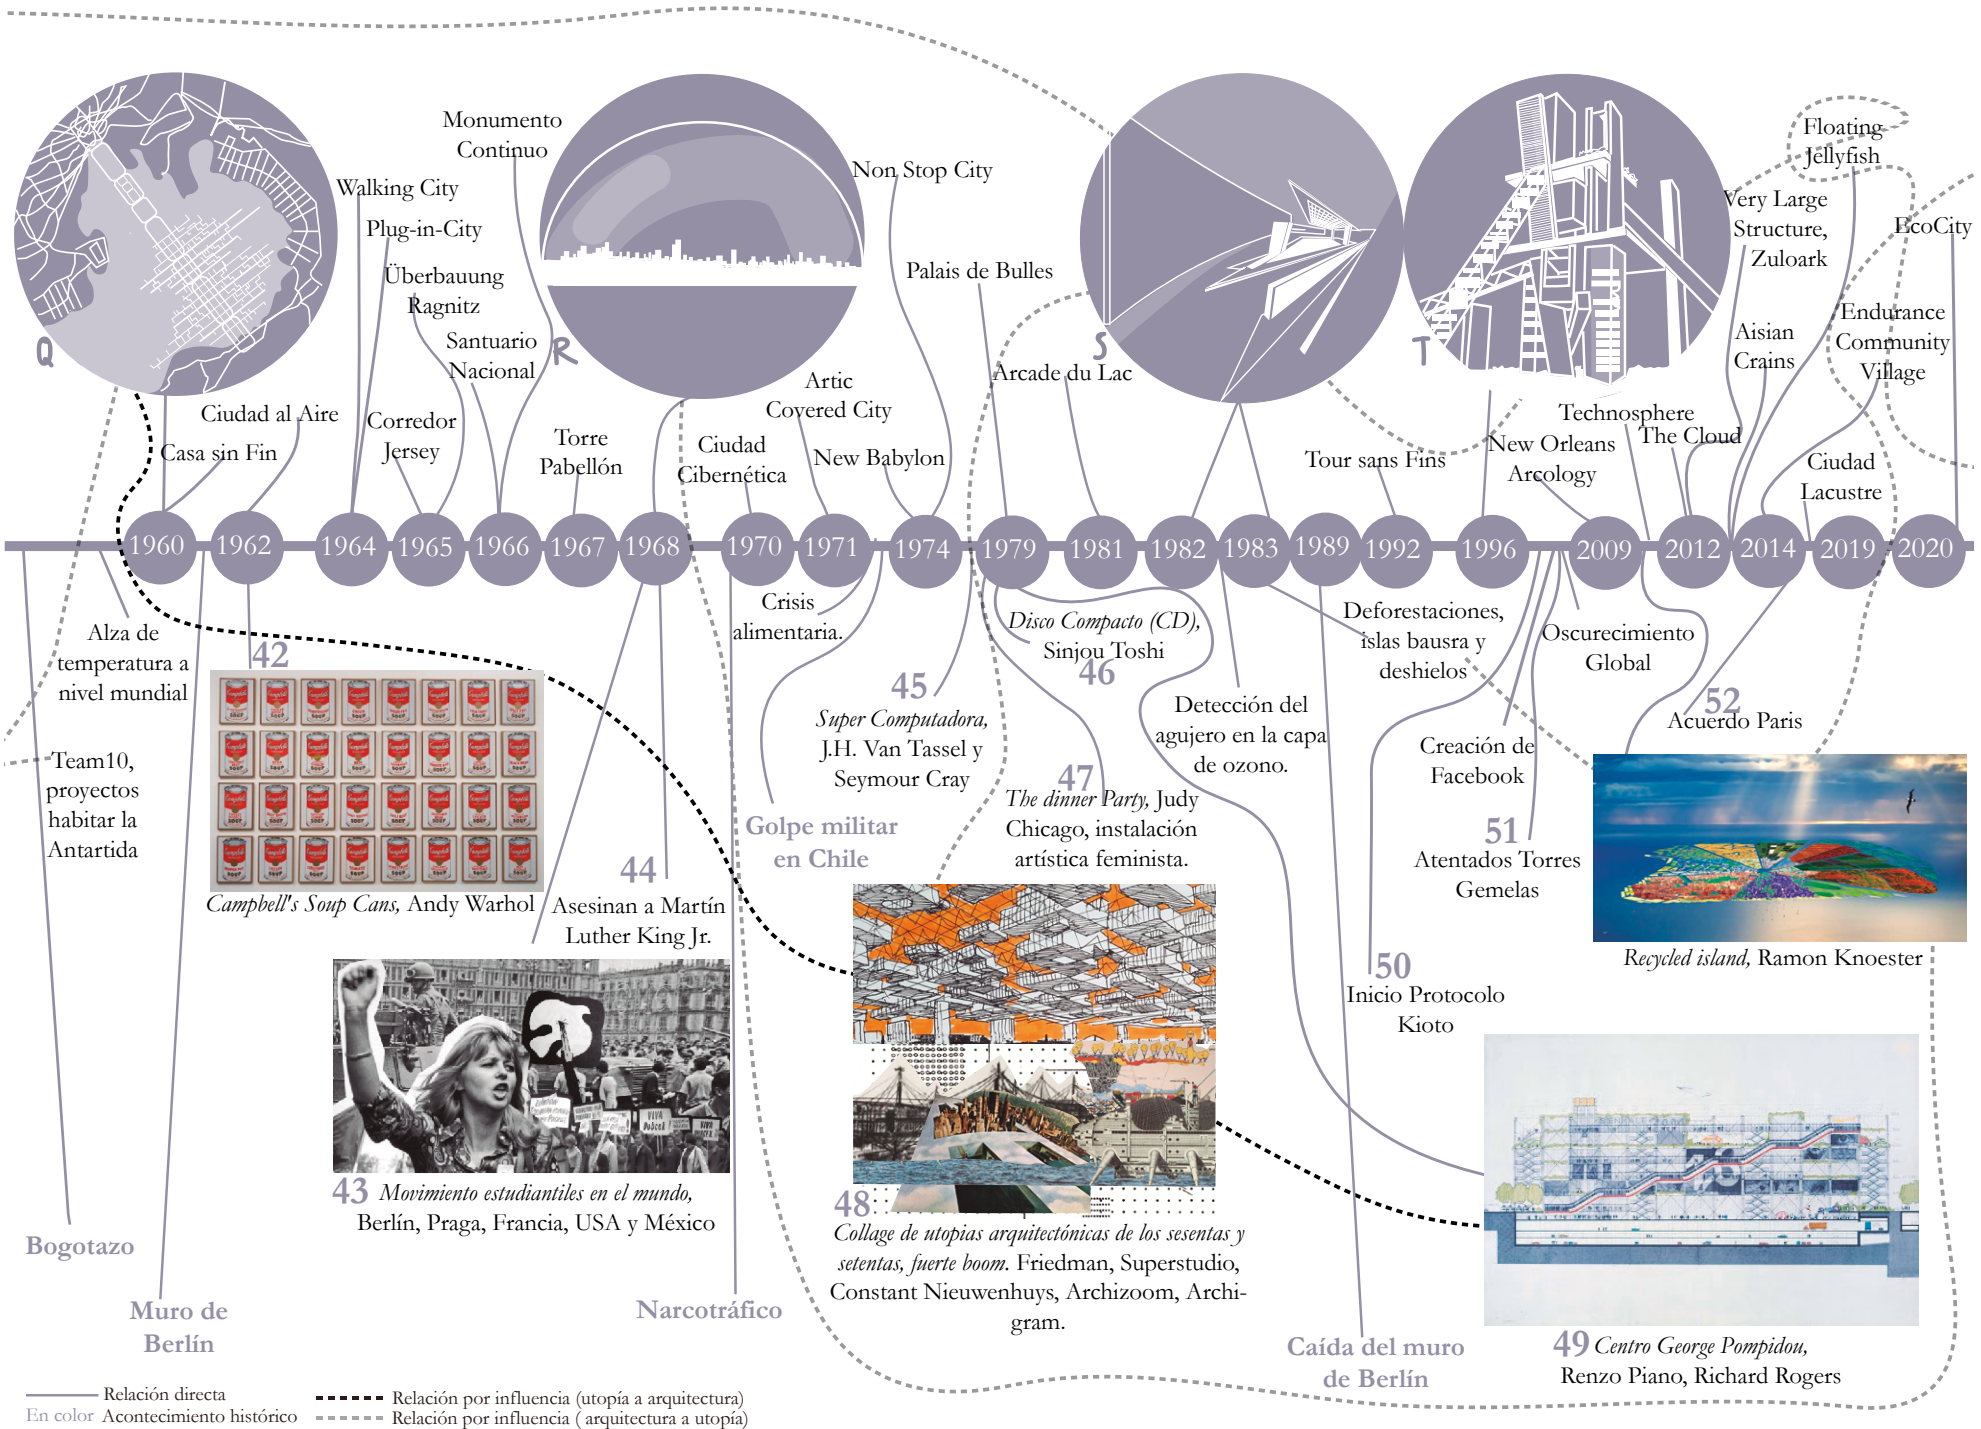 Monumento
Continuo
Walking City
Plug-in-City
Überbauung
Ragnitz
Santuario
Nacional
Non Stop City
Palais de Bulles
Floating
Jellyfish
Very Large
Structure,
Zuloark
EcoCity
Aisian
Crains
Endurance
Community
Village
Q
R
S
T
Ciudad al Aire
Casa sin Fin
Corredor
Jersey
Torre
Pabellón
Ciudad
Cibernética
Artic
Covered City
New Babylon
Arcade du Lac
Tour sans Fins
Technosphere
The Cloud
New Orleans
Arcology
Ciudad
Lacustre
1960 1962 1964 1965 1966 1967 1968 1970 1971 1974 1979 1981 1982 1983 1989 1992 1996 2009 2012 2014 2019 2020
Alza de
temperatura a
nivel mundial
Team10,
proyectos
habitar la
Antartida
Bogotazo
Muro de
Berlín
42
Campbell's Soup Cans, Andy Warhol
44
Asesinan a Martín
Luther King Jr.
VIVA
43 Movimiento estudiantiles en el mundo,
Berlín, Praga, Francia, USA y México
Narcotráfico
Crisis
alimentaria.
Golpe militar
en Chile
45
Super Computadora,
J.H. Van Tassel y
Seymour Cray
Disco Compacto (CD),
Sinjou Toshi
46
47
The dinner Party, Judy
Chicago, instalación
artística feminista.
48
Collage de utopias arquitectónicas de los sesentas y
setentas, fuerte boom. Friedman, Superstudio,
Constant Nieuwenhuys, Archizoom, Archi-
gram.
Detección del
agujero en la capa
de ozono.
Caída del muro
de Berlín
Deforestaciones,
islas bausra y
deshielos
Oscurecimiento
Global
52
Acuerdo Paris
Creación de
Facebook
51
Atentados Torres
Gemelas
50
Inicio Protocolo
Kioto
Recycled island, Ramon Knoester
49 Centro George Pompidou,
Renzo Piano, Richard Rogers
Relación directa
En color Acontecimiento histórico
Relación por influencia (utopía a arquitectura)
Relación por influencia ( arquitectura a utopía)